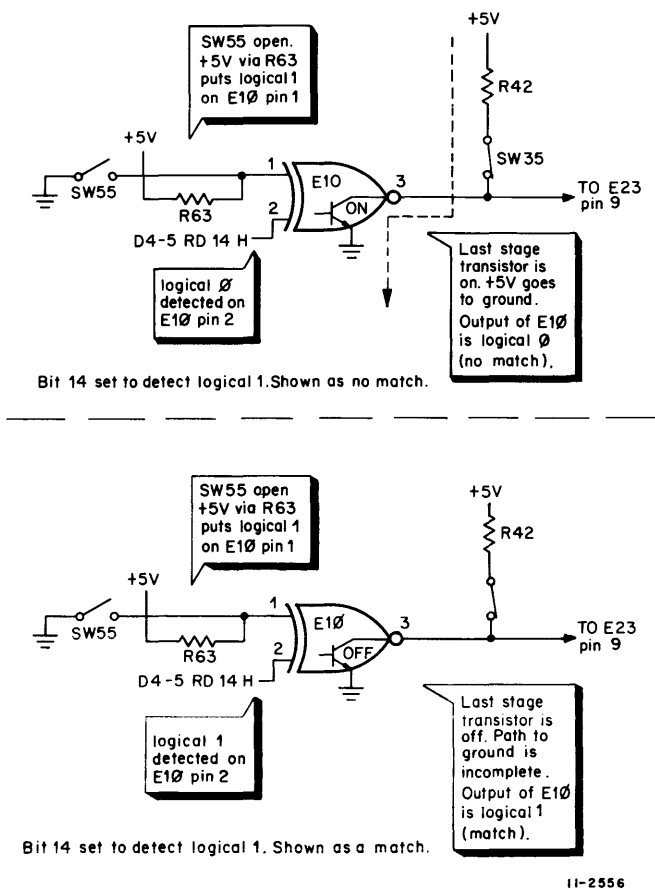 SW55 open.
+5V via R63
puts logical 1
on E1Ø pin 1
+5V
R42
+5V
SW35
1
E1O
3
SW55
TO E23
pin 9
R63
2
ON
D4-5 RD 14 H
logical Ø
detected on
E1Ø pin 2
Last stage
transistor is
on. +5V goes
to ground.
Output of E1Ø
is logical Ø
(no match).
Bit 14 set to detect logical 1. Shown as no match.
SW55 open
+5V via R63
puts logical 1
on E1Ø pin 1
+5V
R42
+5V
1
E1Ø
3
SW55
TO E23
pin 9
R63
2
OFF
D4-5 RD 14 H
logical 1
detected on
E1Ø pin 2
Last stage
transistor is
off. Path to
ground is
incomplete.
Output of E1Ø
is logical 1
(match).
Bit 14 set to detect logical 1. Shown as a match.
11-2556